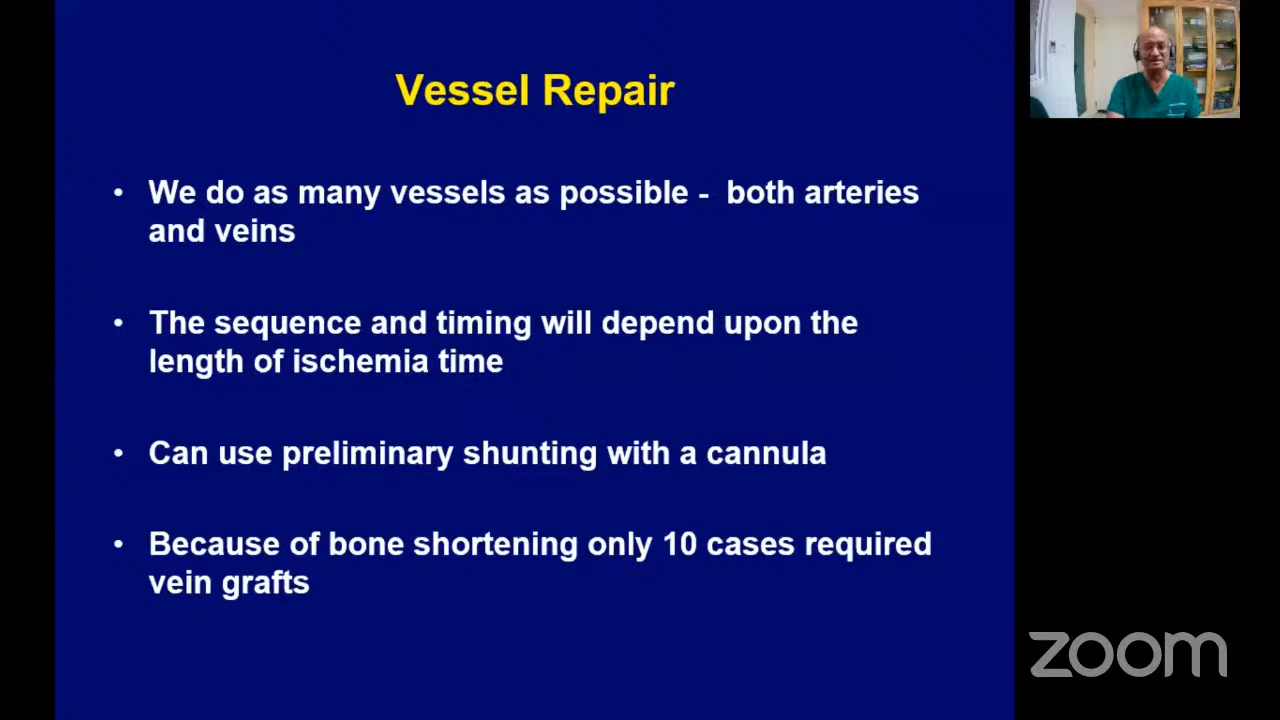 Vessel Repair
• We do as many vessels as possible - both arteries
and veins
• The sequence and timing will depend upon the
length of ischemia time
• Can use preliminary shunting with a cannula
• Because of bone shortening only 10 cases required
vein grafts
zoom